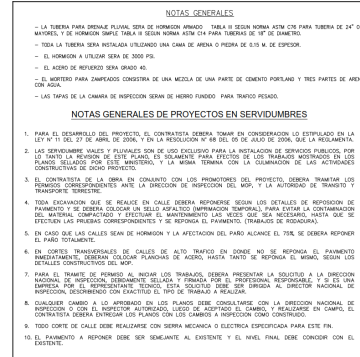 NOTAS GENERALES
– LA TUBERIA PARA DRENAJE PLUVIAL SERA DE HORMIGON ARMADO TABLA III SEGUN NORMA ASTM C76 PARA TUBERIA DE 24" O
MAYORES, Y DE HORMIGON SIMPLE TABLA III SEGUN NORMA ASTM C14 PARA TUBERIAS DE 18" DE DIAMETRO.
– TODA LA TUBERIA SERA INSTALADA UTILIZANDO UNA CAMA DE ARENA O PIEDRA DE 0.15 M. DE ESPESOR.
– EL HORMIGON A UTILIZAR SERA DE 3000 PSI.
– EL ACERO DE REFUERZO SERA GRADO 40.
– EL MORTERO PARA ZAMPEADOS CONSISTIRA DE UNA MEZCLA DE UNA PARTE DE CEMENTO PORTLAND Y TRES PARTES DE AREN
CON AGUA.
– LAS TAPAS DE LA CAMARA DE INSPECCION SERAN DE HIERRO FUNDIDO PARA TRAFICO PESADO.
NOTAS GENERALES DE PROYECTOS EN SERVIDUMBRES
1. PARA EL DESARROLLO DEL PROYECTO, EL CONTRATISTA DEBERA TOMAR EN CONSIDERACION LO ESTIPULADO EN LA
LEY N° 11 DEL 27 DE ABRIL DE 2006, Y EN LA RESOLUCION N° 68 DEL 05 DE JULIO DE 2006, QUE LA REGLAMENTA.
2. LAS SERVIDUMBRE VIALES Y PLUVIALES SON DE USO EXCLUSIVO PARA LA INSTALACION DE SERVICIOS PUBLICOS, POR
LO TANTO LA REVISION DE ESTE PLANO, ES SOLAMENTE PARA EFECTOS DE LOS TRABAJOS MOSTRADOS EN LOS
PLANOS SELLADOS POR ESTE MINISTERIO, Y LA MISMA TERMINA CON LA CULMINACION DE LAS ACTIVIDADES
CONSTRUCTIVAS DE DICHO PROYECTO.
3. EL CONTRATISTA DE LA OBRA EN CONJUNTO CON LOS PROMOTORES DEL PROYECTO, DEBERA TRAMITAR LOS
PERMISOS CORRESPONDIENTES ANTE LA DIRECCION DE INSPECCION DEL MOP, Y LA AUTORIDAD DE TRANSITO Y
TRANSPORTE TERRESTRE.
4. TODA EXCAVACION QUE SE REALICE EN CALLE DEBERA REPONERSE SEGUN LOS DETALLES DE REPOSICION DE
PAVIMENTO Y SE DEBERA COLOCAR UN SELLO ASFALTICO (IMPRIMACION TEMPORAL), PARA EVITAR LA CONTAMINACION
DEL MATERIAL COMPACTADO Y EFECTUAR EL MANTENIMIENTO LAS VECES QUE SEA NECESARIO, HASTA QUE SE
EFECTUEN LAS PRUEBAS CORRESPONDIENTES Y SE REPONGA EL PAVIMENTO. (TRABAJOS DE RODADURA).
5. EN CASO QUE LAS CALLES SEAN DE HORMIGON Y LA AFECTACION DEL PAÑO ALCANCE EL 75%, SE DEBERA REPONER
EL PAÑO TOTALMENTE.
6. EN CORTES TRANSVERSALES DE CALLES DE ALTO TRAFICO EN DONDE NO SE REPONGA EL PAVIMENTO
INMEDIATAMENTE, DEBERAN COLOCAR PLANCHAS DE ACERO, HASTA TANTO SE REPONGA EL MISMO, SEGUN LOS
DETALLES CONSTRUCTIVOS DEL MOP.
7. PARA EL TRAMITE DE PERMISO AL INICIAR LOS TRABAJOS, DEBERA PRESENTAR LA SOLICITUD A LA DIRECCION
NACIONAL DE INSPECCION, DEBIDAMENTE SELLADA Y FIRMADA POR EL PROFESIONAL RESPONSABLE, Y SI ES UNA
EMPRESA POR EL REPRESENTANTE TECNICO, ESTA SOLICITUD DEBE SER DIRIGIDA AL DIRECTOR NACIONAL DE
INSPECCION, DESCRIBIENDO CON EXACTITUD EL TIPO DE TRABAJO A REALIZAR.
8. CUALQUIER CAMBIO A LO APROBADO EN LOS PLANOS DEBE CONSULTARSE CON LA DIRECCION NACIONAL DE
INSPECCION O CON EL INSPECTOR AUTORIZADO, LUEGO DE ACEPTADO EL CAMBIO, Y REALIZARSE EN CAMPO, EL
CONTRATISTA DEBERA ENTREGAR LOS PLANOS CON LOS CAMBIOS A INSPECCION COMO CONSTRUIDO.
9. TODO CORTE DE CALLE DEBE REALIZARSE CON SIERRA MECANICA O ELECTRICA ESPECIFICADA PARA ESTE FIN.
10. EL PAVIMENTO A REPONER DEBE SER SEMEJANTE AL EXISTENTE Y EL NIVEL FINAL DEBE COINCIDIR CON EL
EXISTENTE.